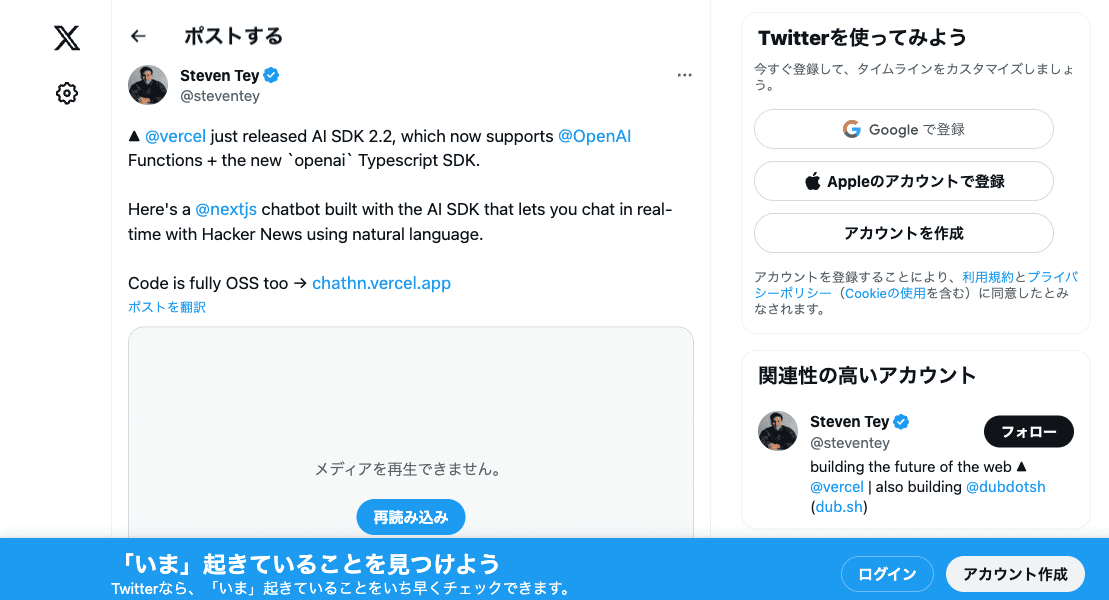 ポストする
Steven Tey
@steventey
▲ @vercel just released AI SDK 2.2, which now supports @OpenAI
Functions + the new `openai` Typescript SDK.
Here's a @nextjs chatbot built with the AI SDK that lets you chat in real-
time with Hacker News using natural language.
Code is fully OSS too → chathn.vercel.app
ポストを翻訳
メディアを再生できません。
再読み込み
Twitterを使ってみよう
今すぐ登録して、タイムラインをカスタマイズしましょ
う。
Google で登録
Appleのアカウントで登録
アカウントを作成
アカウントを登録することにより、利用規約とプライバ
シーポリシー（Cookieの使用を含む）に同意したとみ
なされます。
関連性の高いアカウント
Steven Tey
@steventey
フォロー
building the future of the web ▲
@vercel | also building @dubdotsh
(dub.sh)
「いま」起きていることを見つけよう
Twitterなら、「いま」起きていることをいち早くチェックできます。
ログイン
アカウント作成